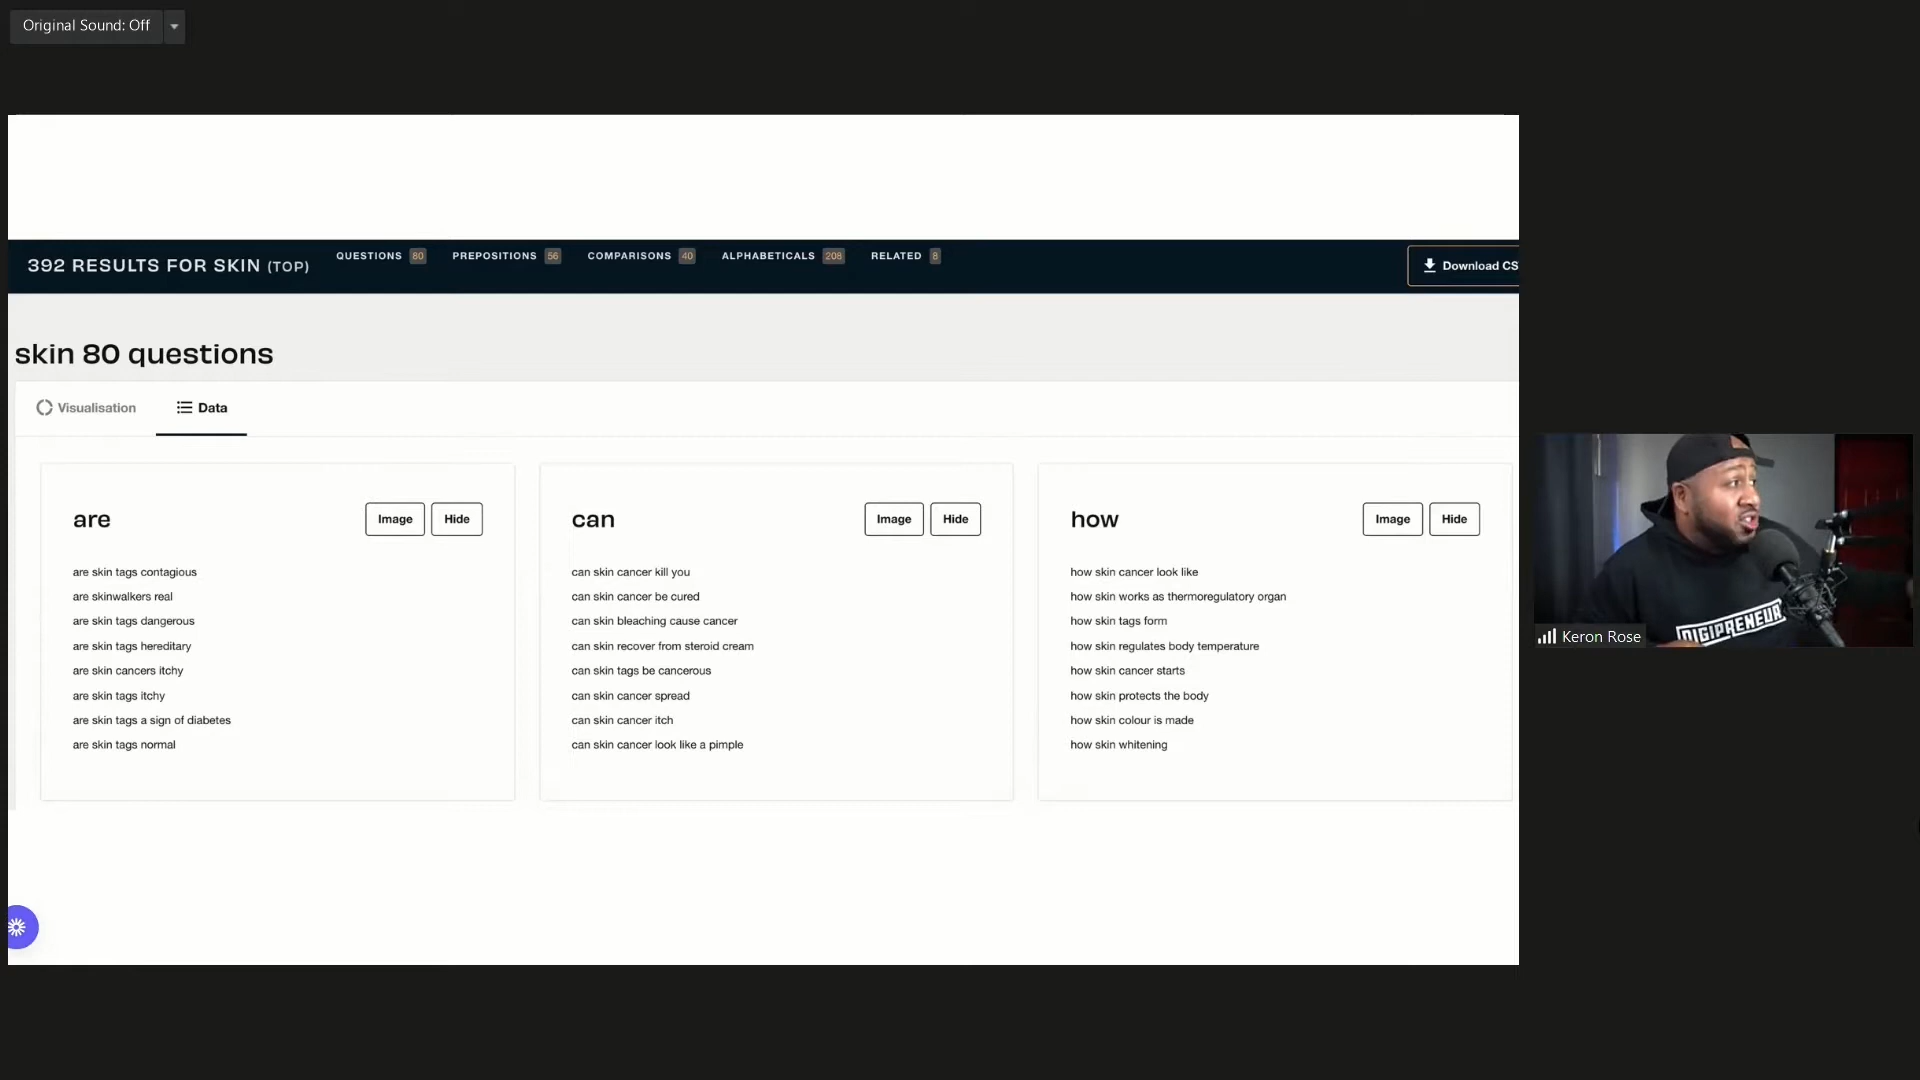 Original Sound: Off
392 RESULTS FOR SKIN (TOP)
QUESTIONS 80 PREPOSITIONS 56 COMPARISONS 40 ALPHABETICALS 208 RELATED 8
Download CS
skin 80 questions
Visualisation Data
are Image Hide
are skin tags contagious
are skinwalkers real
are skin tags dangerous
are skin tags hereditary
are skin cancers itchy
are skin tags itchy
are skin tags a sign of diabetes
are skin tags normal
can Image Hide
can skin cancer kill you
can skin cancer be cured
can skin bleaching cause cancer
can skin recover from steroid cream
can skin tags be cancerous
can skin cancer spread
can skin cancer itch
can skin cancer look like a pimple
how Image Hide
how skin cancer look like
how skin works as thermoregulatory organ
how skin tags form
how skin regulates body temperature
how skin cancer starts
how skin protects the body
how skin colour is made
how skin whitening
DIGIPRENEUR
Keron Rose